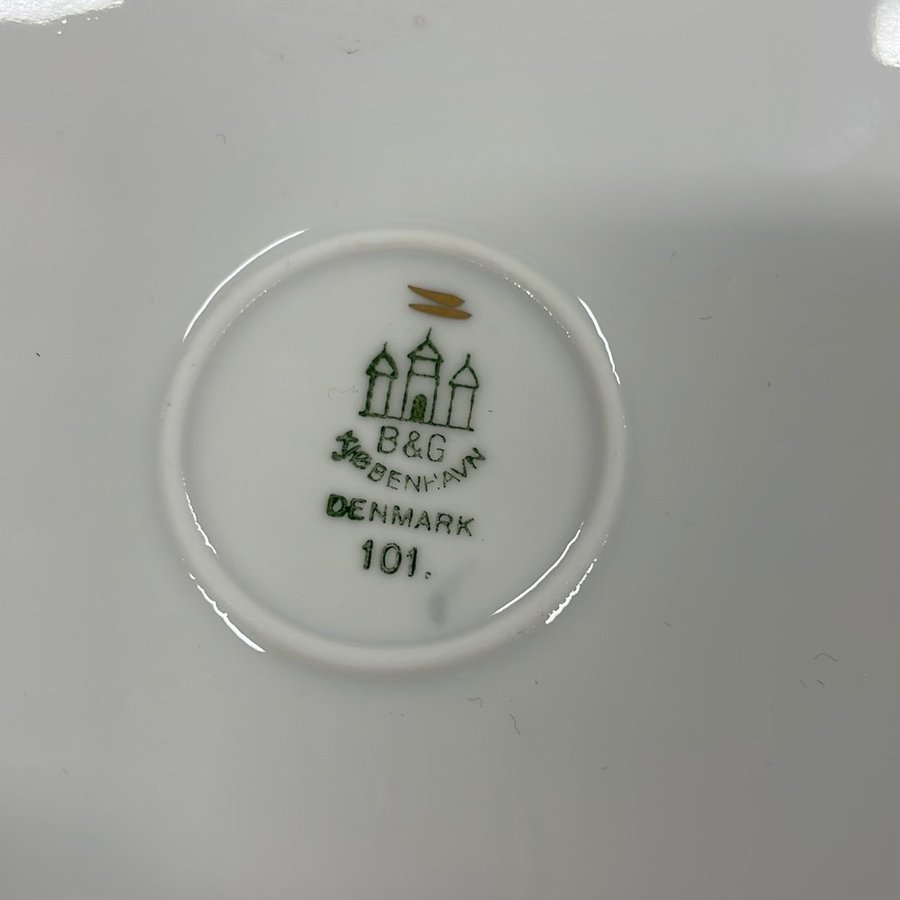 B&G
KJØBENHAVN
DENMARK
101.